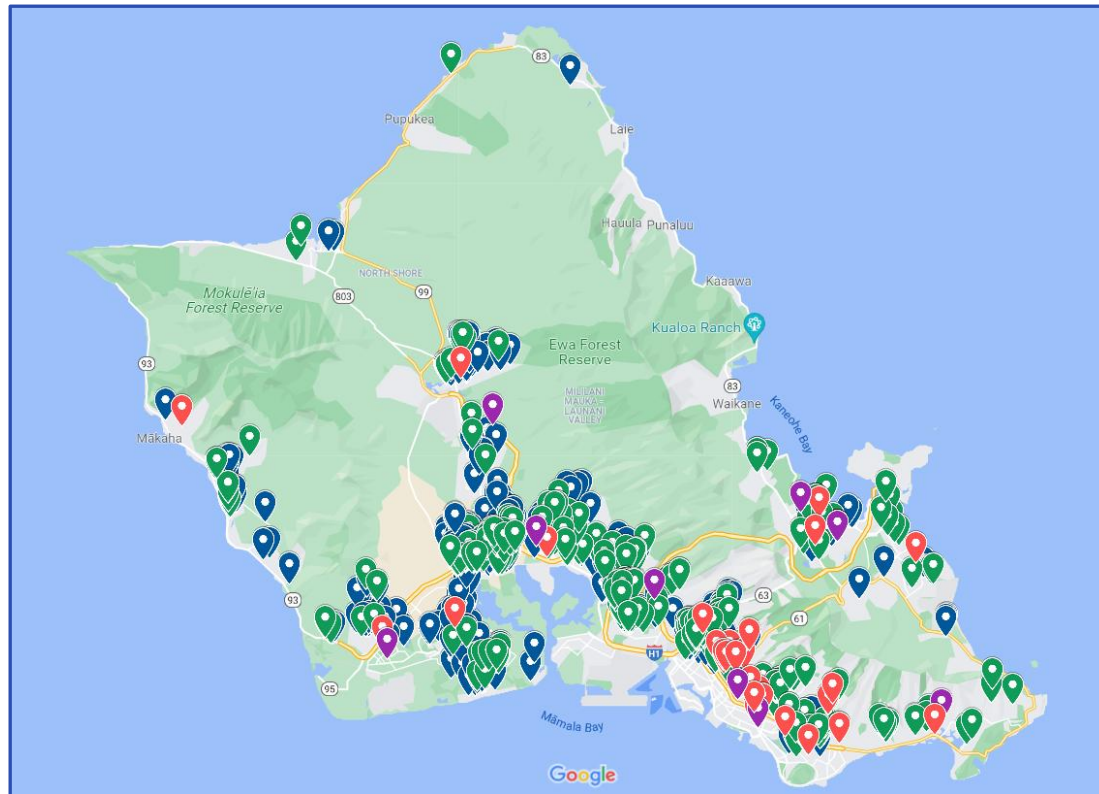 83
Pupukea
Laie
Hauula
Punaluu
NORTH SHORE
Mokulē'ia
Forest Reserve
803
99
Kaaawa
Kualoa Ranch
Ewa Forest
Reserve
93
83
MILILANI
MAUKA -
LAUNANI
VALLEY
Waikane
Kaneohe Bay
Mākaha
93
63
61
H1
95
Māmala Bay
Google